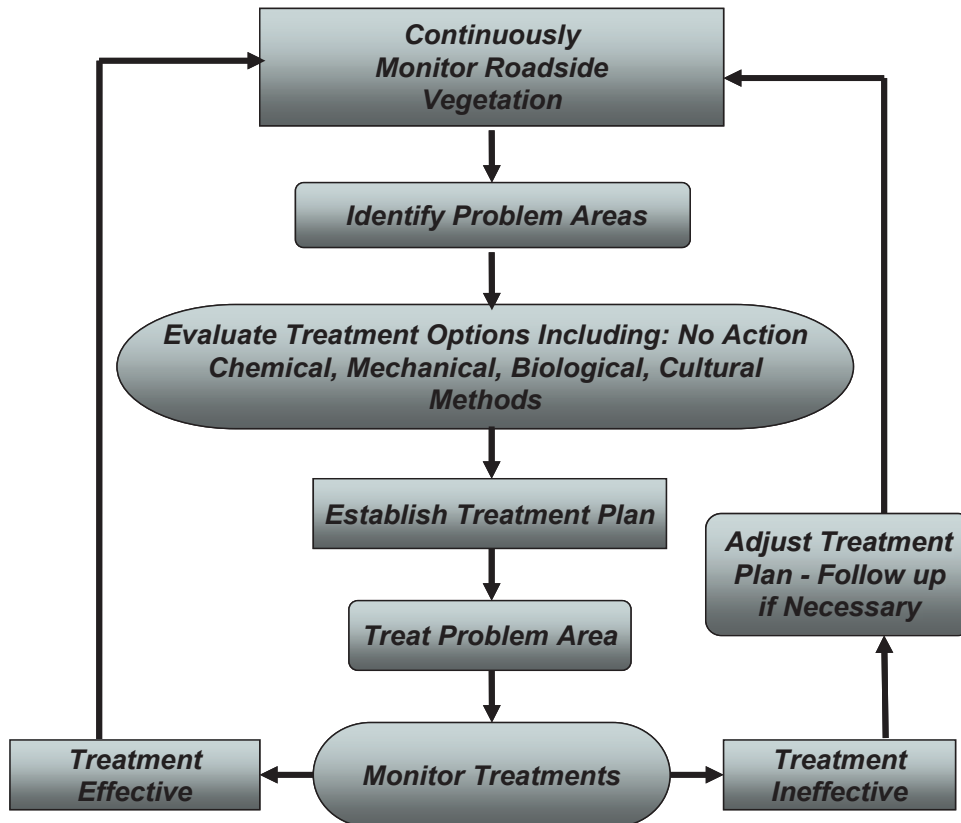 Continuously
Monitor Roadside
Vegetation
Identify Problem Areas
Evaluate Treatment Options Including: No Action
Chemical, Mechanical, Biological, Cultural
Methods
Establish Treatment Plan
Adjust Treatment
Plan - Follow up
if Necessary
Treat Problem Area
Treatment
Effective
Monitor Treatments
Treatment
Ineffective